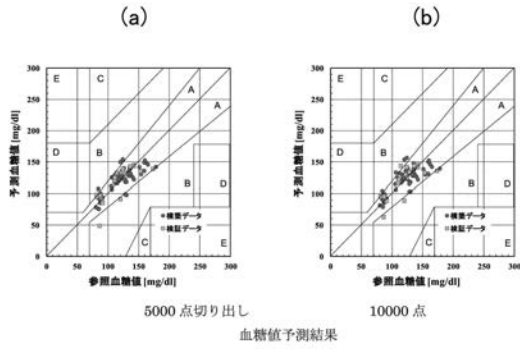 (a)
(b)
300
250
200
150
100
50
0
予測血糖値 [mg/dl]
E
C
A
A
D
B
B
D
C
E
構築データ
検証データ
0
50
100
150
200
250
300
参照血糖値 [mg/dl]
300
250
200
150
100
50
0
予測血糖値 [mg/dl]
E
C
A
A
D
B
B
D
C
E
構築データ
検証データ
0
50
100
150
200
250
300
参照血糖値 [mg/dl]
5000 点切り出し
10000 点
血糖値予測結果